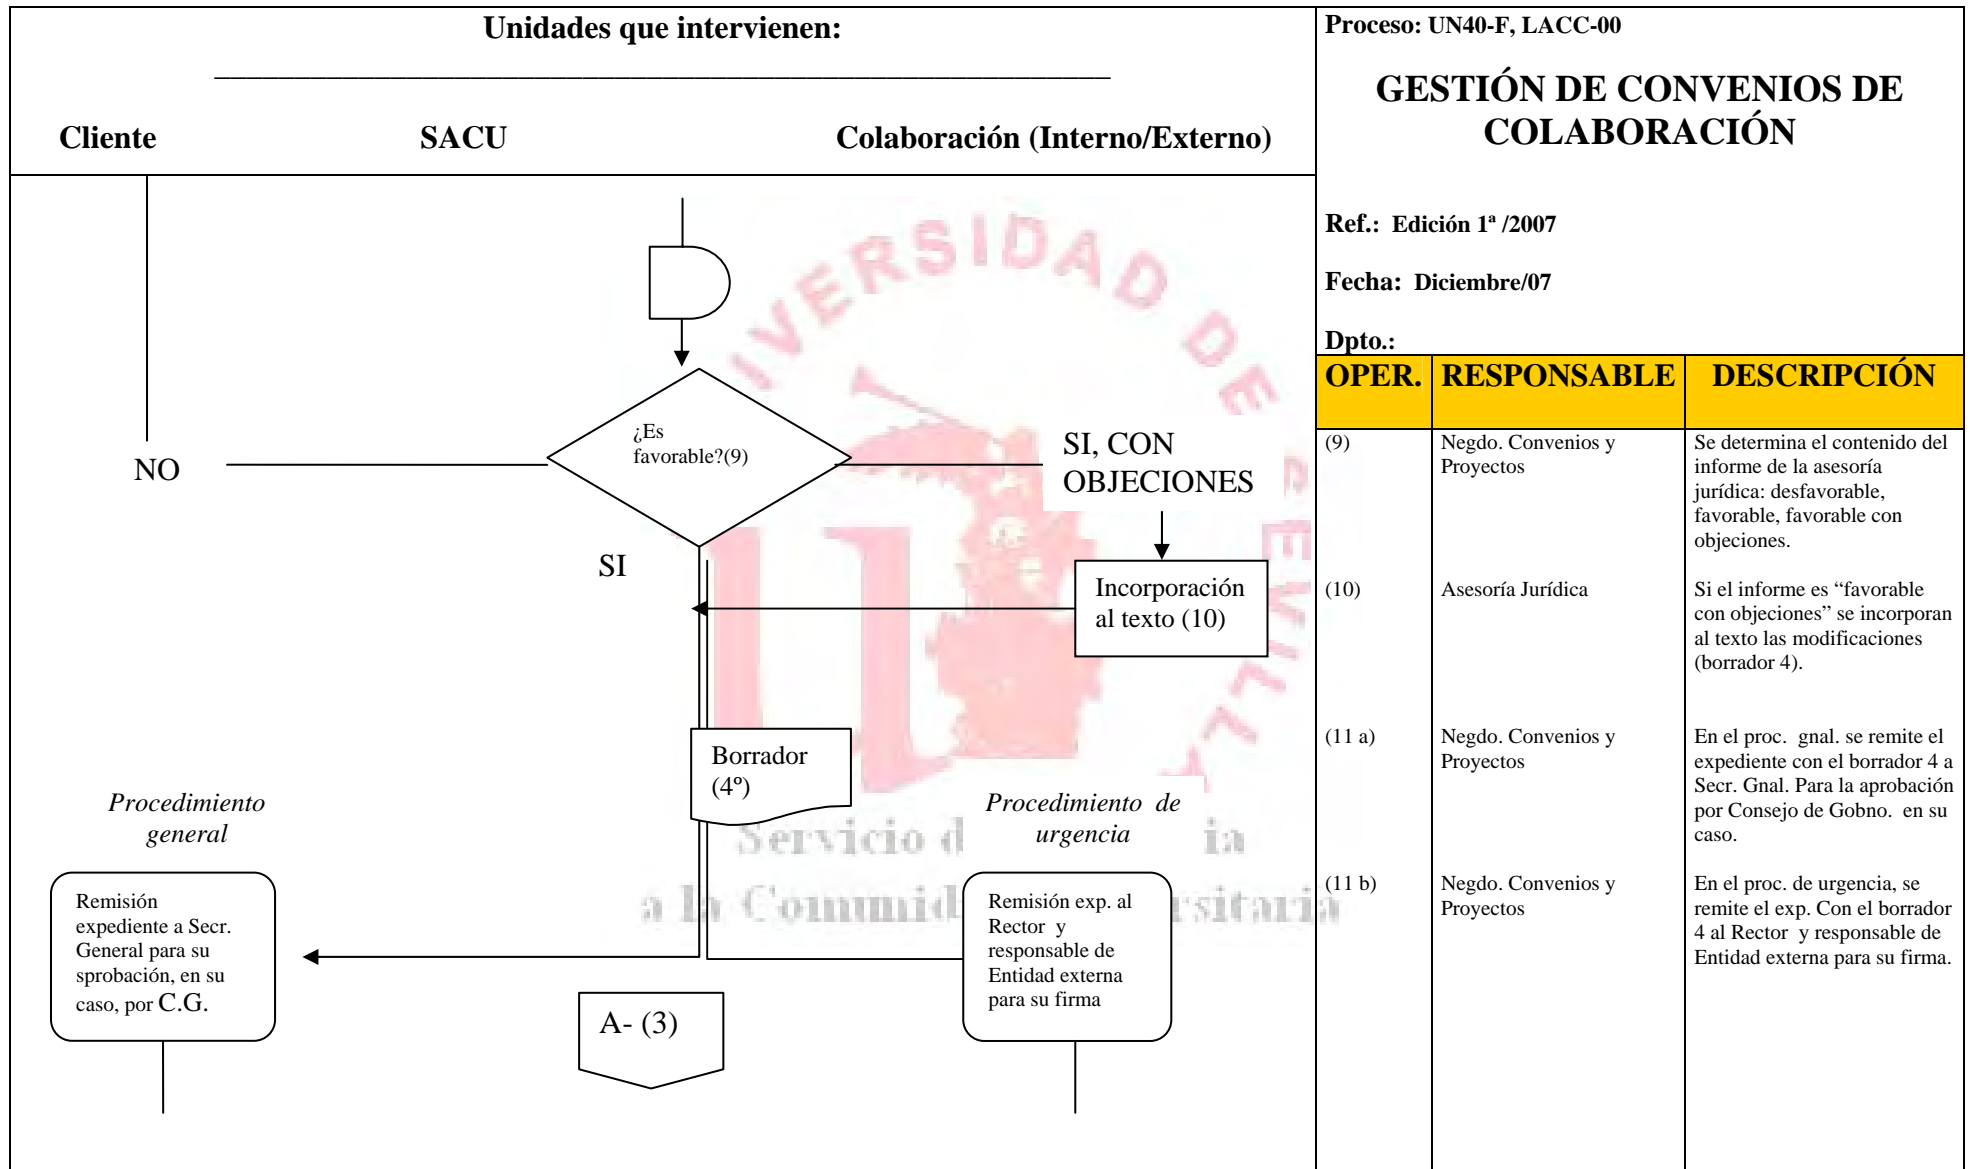 Unidades que intervienen:
Cliente SACU Colaboración (Interno/Externo)
Proceso: UN40-F, LACC-00
GESTIÓN DE CONVENIOS DE
COLABORACIÓN
Ref.: Edición 1ª /2007
Fecha: Diciembre/07
Dpto.:
OPER. RESPONSABLE DESCRIPCIÓN
¿Es
favorable?(9)
NO
SI, CON
OBJECIONES
SI
Incorporación
al texto (10)
Borrador
(4º)
Procedimiento
general
Procedimiento de
urgencia
Remisión
expediente a Secr.
General para su
sprobación, en su
caso, por C.G.
A- (3)
Remisión exp. al
Rector y
responsable de
Entidad externa
para su firma
(9) Negdo. Convenios y
Proyectos
Se determina el contenido del
informe de la asesoría
jurídica: desfavorable,
favorable, favorable con
objeciones.
(10) Asesoría Jurídica
Si el informe es “favorable
con objeciones” se incorporan
al texto las modificaciones
(borrador 4).
(11 a) Negdo. Convenios y
Proyectos
En el proc. gnal. se remite el
expediente con el borrador 4 a
Secr. Gnal. Para la aprobación
por Consejo de Gobno. en su
caso.
(11 b) Negdo. Convenios y
Proyectos
En el proc. de urgencia, se
remite el exp. Con el borrador
4 al Rector y responsable de
Entidad externa para su firma.
IVERSIDAD DE SEVILL
Servicio d ia
a la Comunid rsitaria